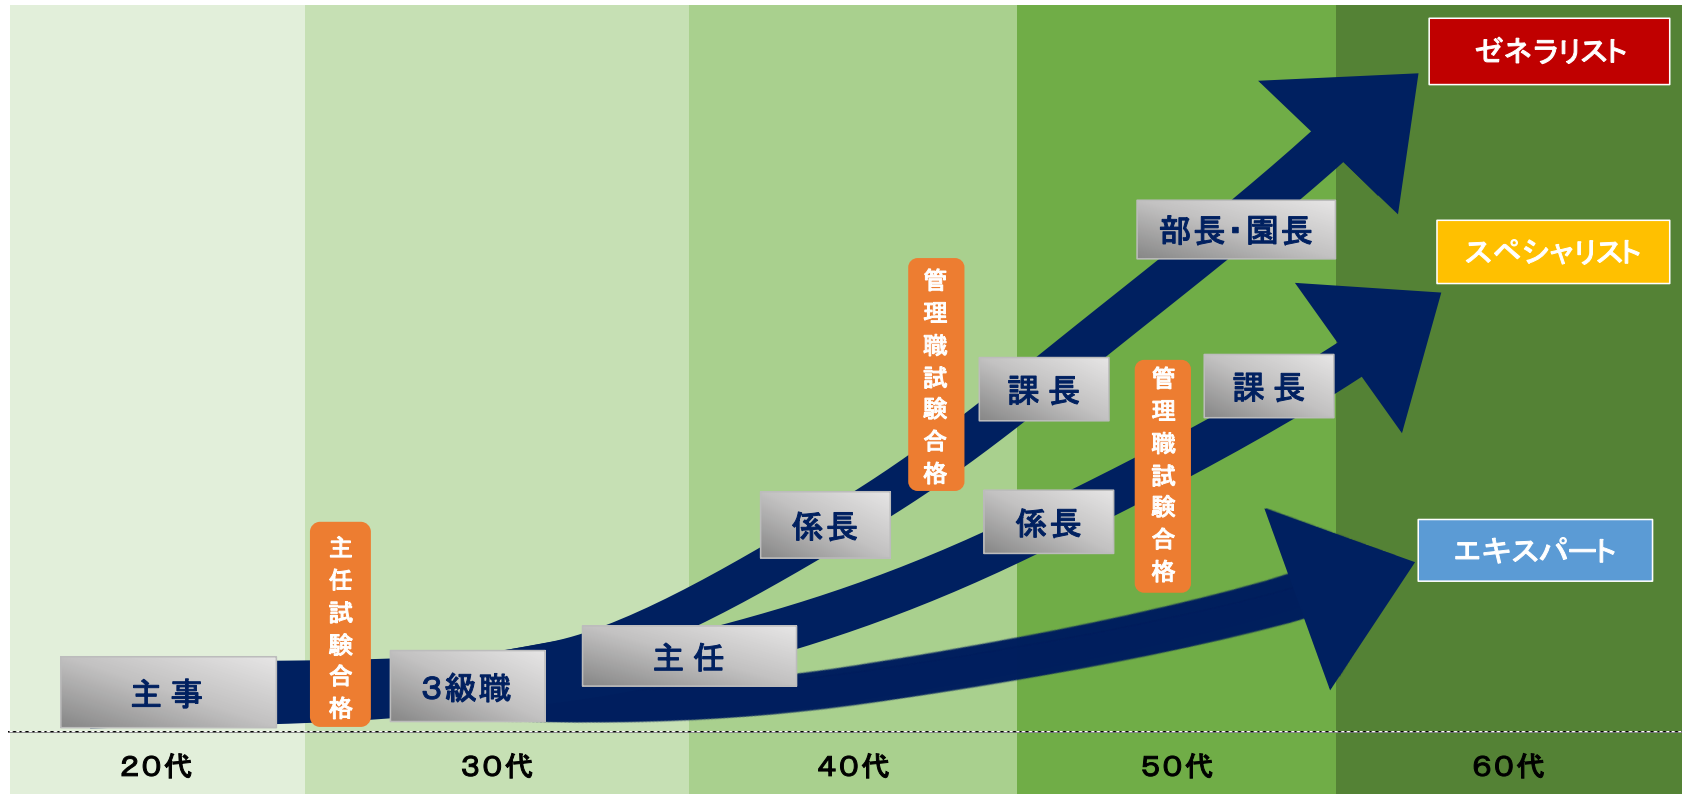 ゼネラリスト
部長・園長
スペシャリスト
管理職試験合格
課長
管理職試験合格
課長
係長
係長
エキスパート
主任試験合格
主任
主事
３級職
２０代
３０代
４０代
５０代
６０代